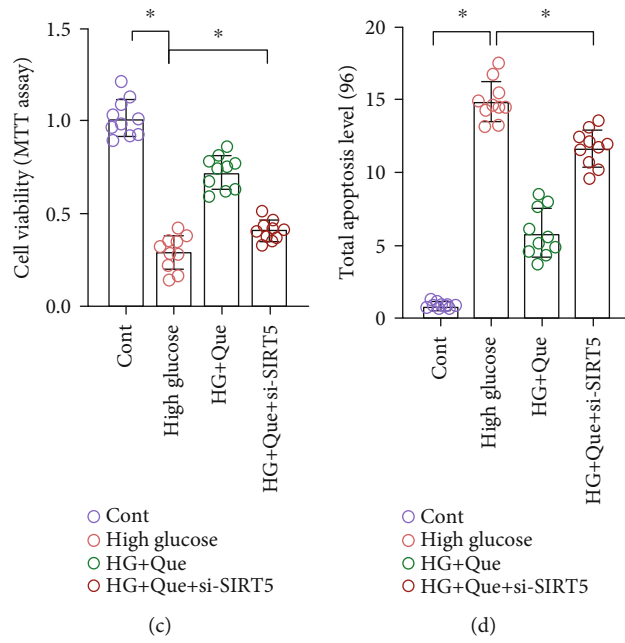 *
*
Cell viability (MTT assay)
1.0
0.5
0.0
Cont
High glucose
HG+Que
HG+Que+si-SIRT5
Cont
High glucose
HG+Que
HG+Que+si-SIRT5
(c)
*
*
Total apoptosis level (96)
20
15
10
5
0
Cont
High glucose
HG+Que
HG+Que+si-SIRT5
Cont
High glucose
HG+Que
HG+Que+si-SIRT5
(d)